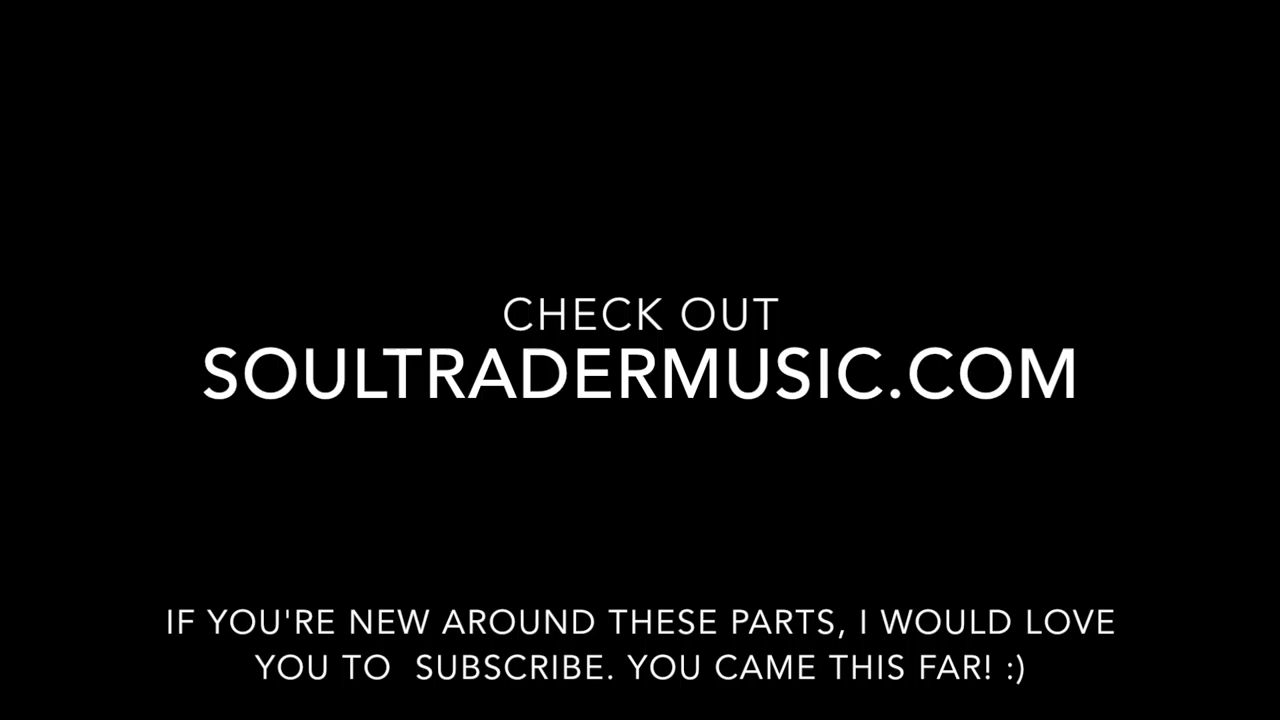 CHECK OUT
SOULTRADERMUSIC.COM
IF YOU'RE NEW AROUND THESE PARTS, I WOULD LOVE
YOU TO  SUBSCRIBE. YOU CAME THIS FAR! :)